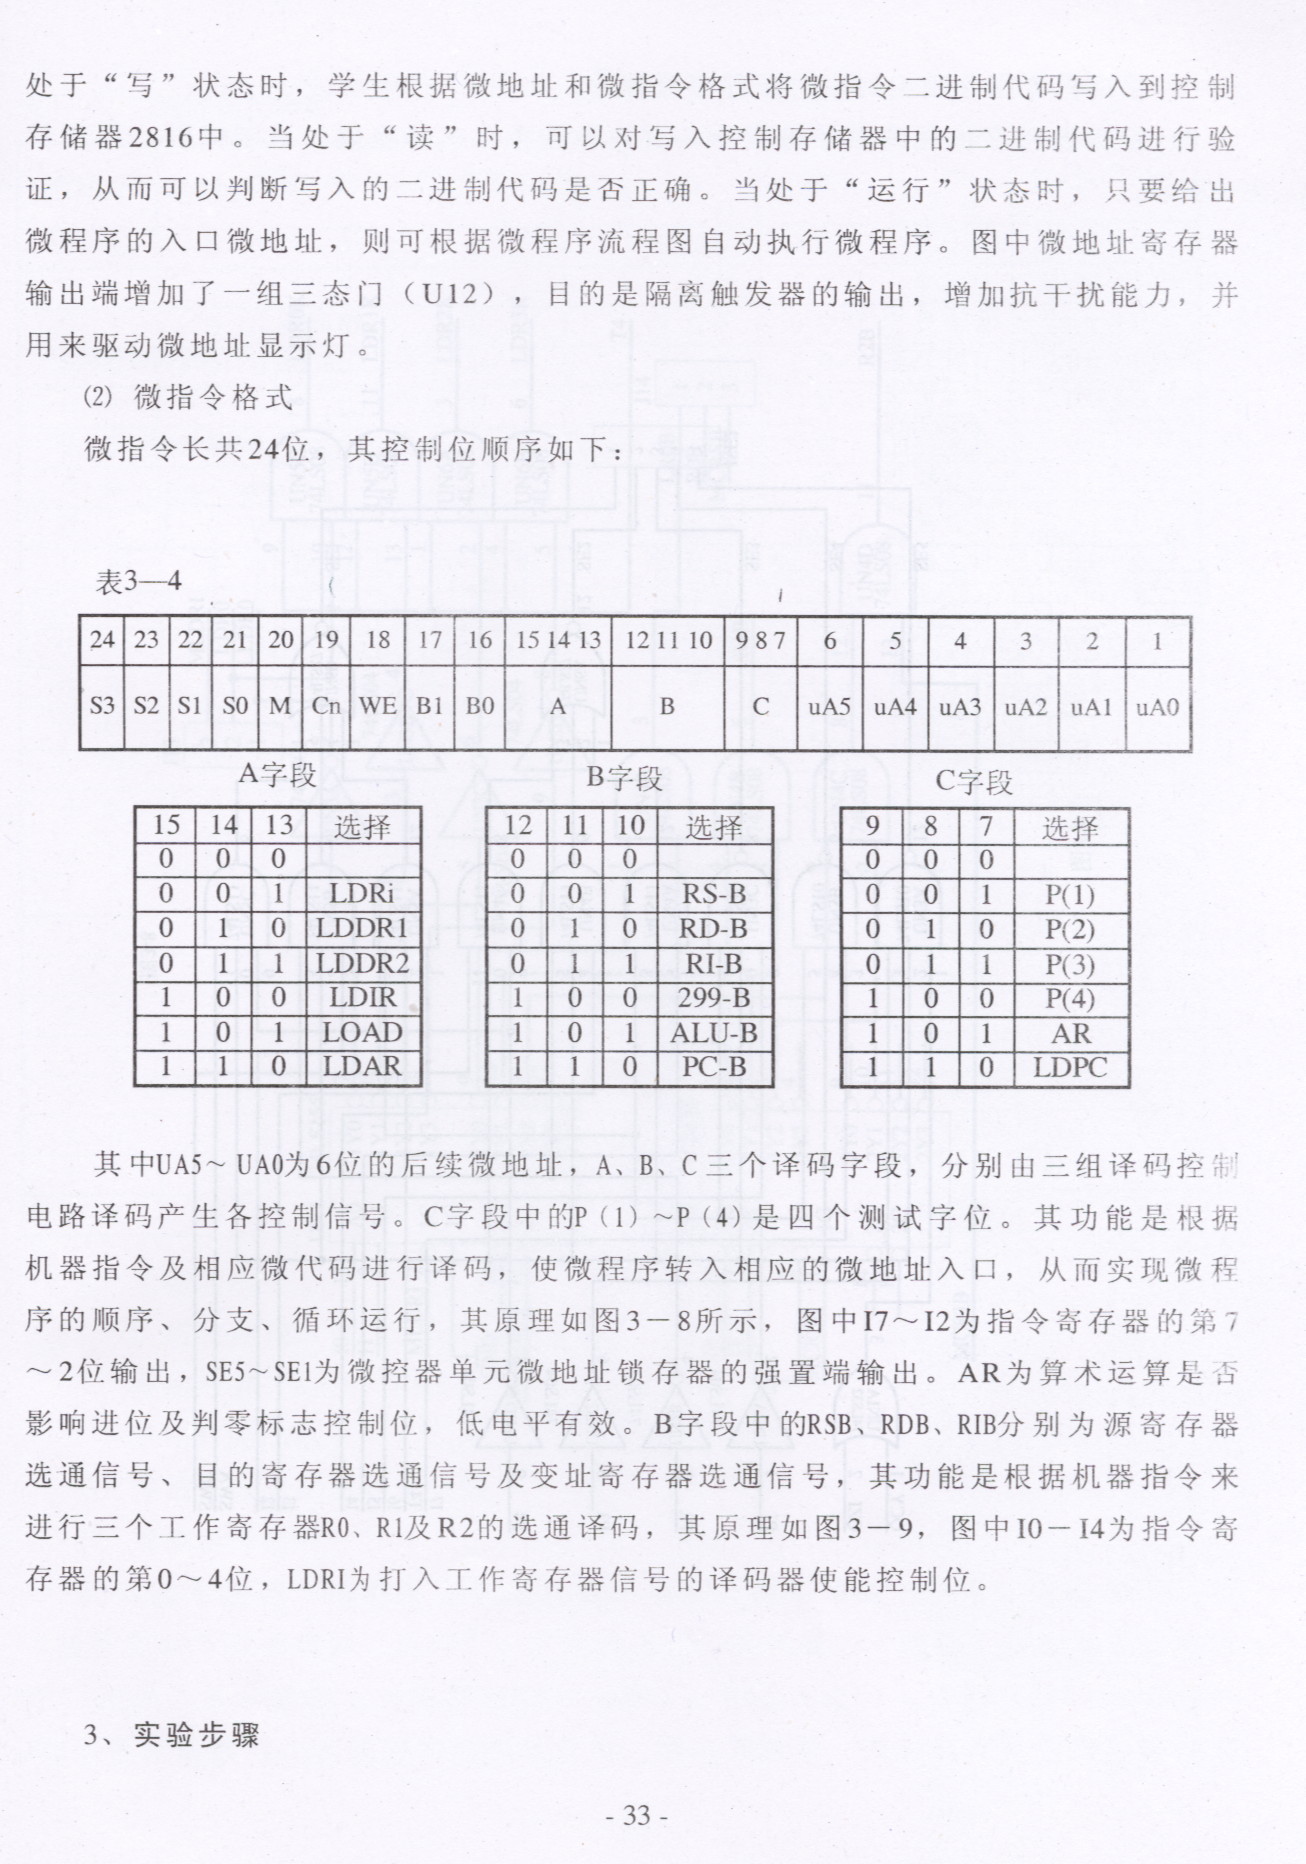 处于“写”状态时，学生根据微地址和微指令格式将微指令二进制代码写入到控制
存储器2816中。当处于“读”时，可以对写入控制存储器中的二进制代码进行验
证，从而可以判断写入的二进制代码是否正确。当处于“运行”状态时，只要给出
微程序的入口微地址，则可根据微程序流程图自动执行微程序。图中微地址寄存器
输出端增加了一组三态门（U12），目的是隔离触发器的输出，增加抗干扰能力，并
用来驱动微地址显示灯。
⑵ 微指令格式
微指令长共24位，其控制位顺序如下：
表3—4
24 23 22 21 20 19 18 17 16 15 14 13 12 11 10 9 8 7 6 5 4 3 2 1
S3 S2 S1 S0 M Cn WE B1 B0 A B C uA5 uA4 uA3 uA2 uA1 uA0
A字段
15 14 13 选择
0 0 0
0 0 1 LDRi
0 1 0 LDDR1
0 1 1 LDDR2
1 0 0 LDIR
1 0 1 LOAD
1 1 0 LDAR
B字段
12 11 10 选择
0 0 0
0 0 1 RS-B
0 1 0 RD-B
0 1 1 RI-B
1 0 0 299-B
1 0 1 ALU-B
1 1 0 PC-B
C字段
9 8 7 选择
0 0 0
0 0 1 P(1)
0 1 0 P(2)
0 1 1 P(3)
1 0 0 P(4)
1 0 1 AR
1 1 0 LDPC
其中UA5～UA0为6位的后续微地址，A、B、C三个译码字段，分别由三组译码控制
电路译码产生各控制信号。C字段中的P（1）～P（4）是四个测试字位。其功能是根据
机器指令及相应微代码进行译码，使微程序转入相应的微地址入口，从而实现微程
序的顺序、分支、循环运行，其原理如图3－8所示，图中I7～I2为指令寄存器的第7
～2位输出，SE5～SE1为微控器单元微地址锁存器的强置端输出。AR为算术运算是否
影响进位及判零标志控制位，低电平有效。B字段中的RSB、RDB、RIB分别为源寄存器
选通信号、目的寄存器选通信号及变址寄存器选通信号，其功能是根据机器指令来
进行三个工作寄存器R0、R1及R2的选通译码，其原理如图3－9，图中I0－I4为指令寄
存器的第0～4位，LDRI为打入工作寄存器信号的译码器使能控制位。
3、实验步骤
- 33 -